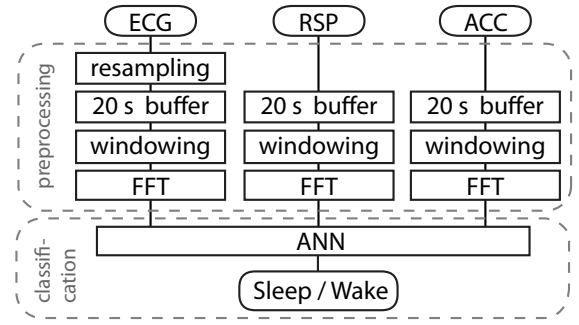 ECG RSP ACC
preprocessing
resampling
20 s buffer 20 s buffer 20 s buffer
windowing windowing windowing
FFT FFT FFT
classifi-
cation
ANN
Sleep / Wake